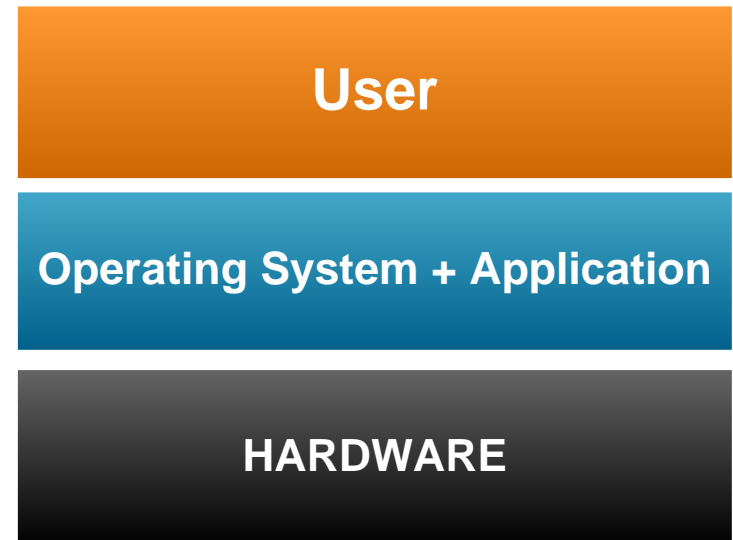 User
Operating System + Application
HARDWARE